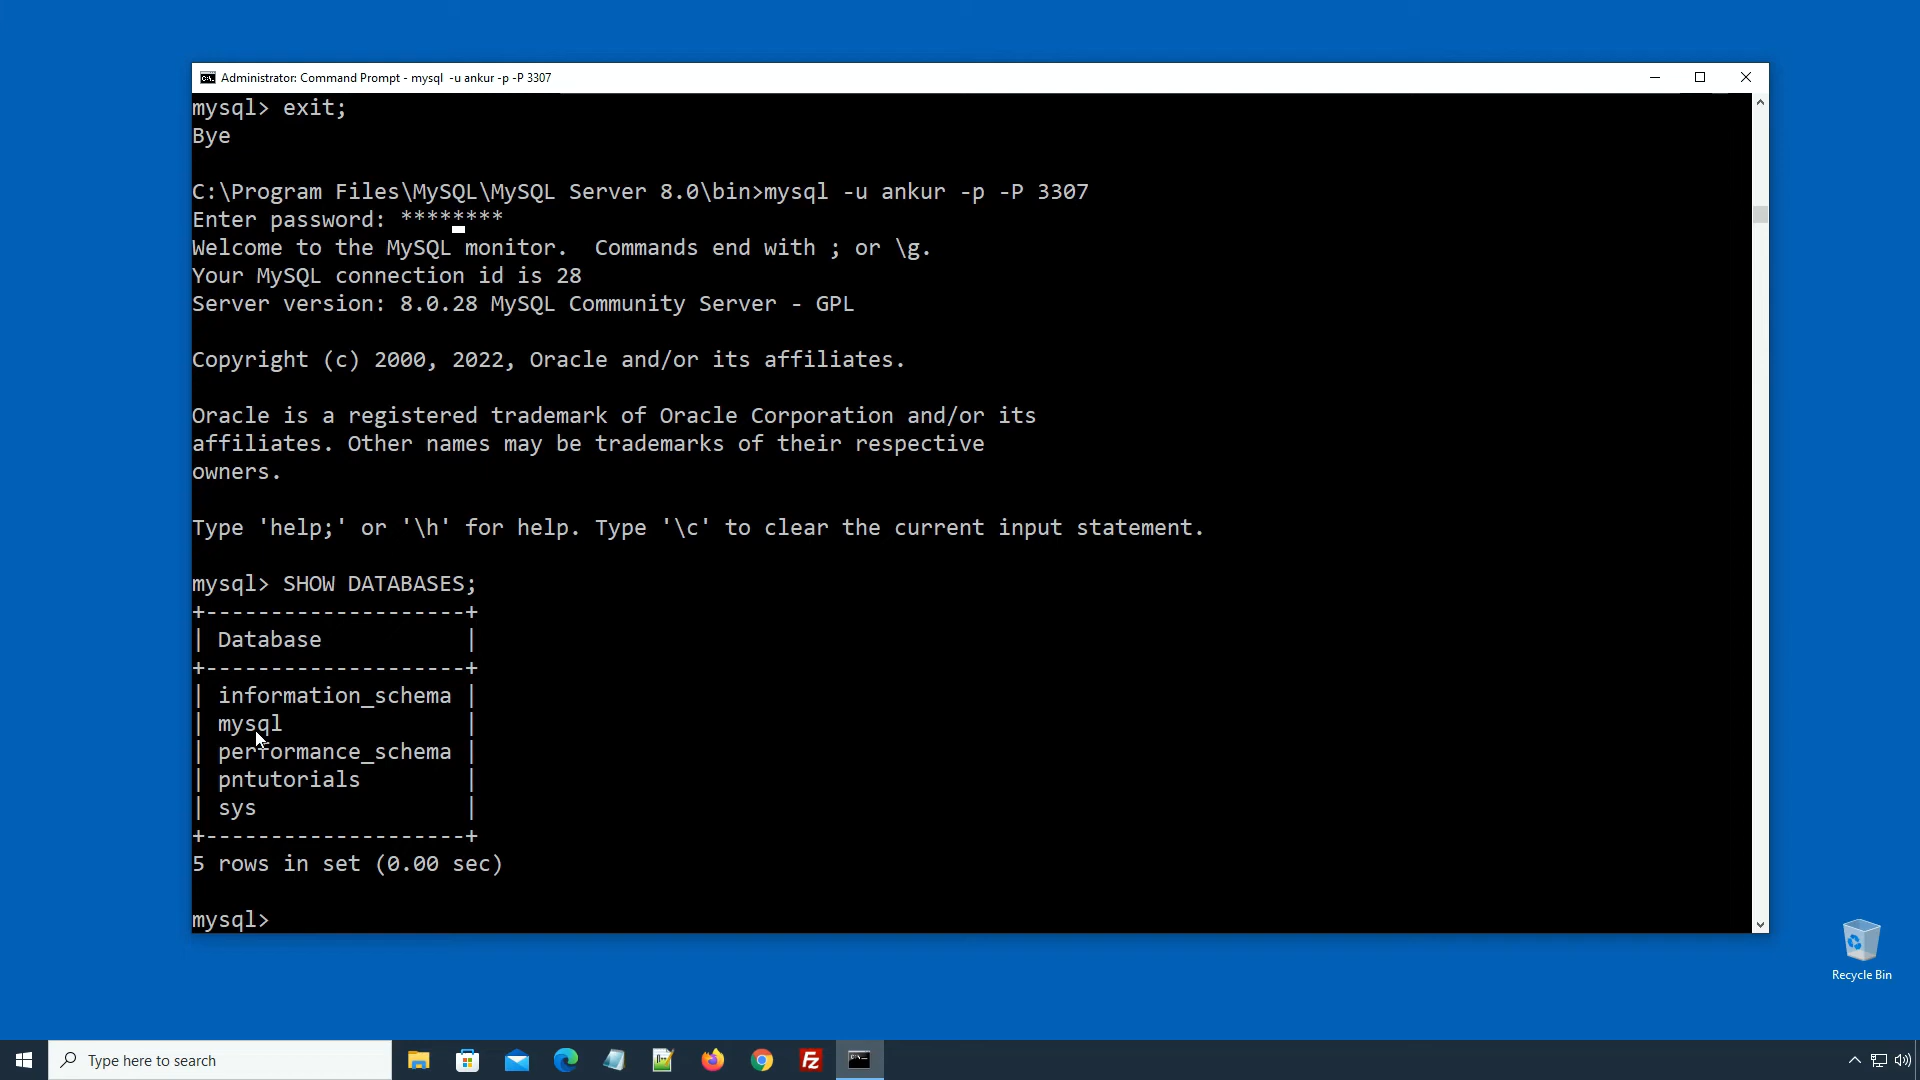 Administrator: Command Prompt - mysql  -u ankur -p -P 3307
mysql> exit;
Bye
C:\Program Files\MySQL\MySQL Server 8.0\bin>mysql -u ankur -p -P 3307
Enter password: ********
Welcome to the MySQL monitor.  Commands end with ; or \g.
Your MySQL connection id is 28
Server version: 8.0.28 MySQL Community Server - GPL
Copyright (c) 2000, 2022, Oracle and/or its affiliates.
Oracle is a registered trademark of Oracle Corporation and/or its
affiliates. Other names may be trademarks of their respective
owners.
Type 'help;' or '\h' for help. Type '\c' to clear the current input statement.
mysql> SHOW DATABASES;
+--------------------+
| Database           |
+--------------------+
| information_schema |
| mysql              |
| performance_schema |
| pntutorials        |
| sys                |
+--------------------+
5 rows in set (0.00 sec)
mysql>
Recycle Bin
Type here to search